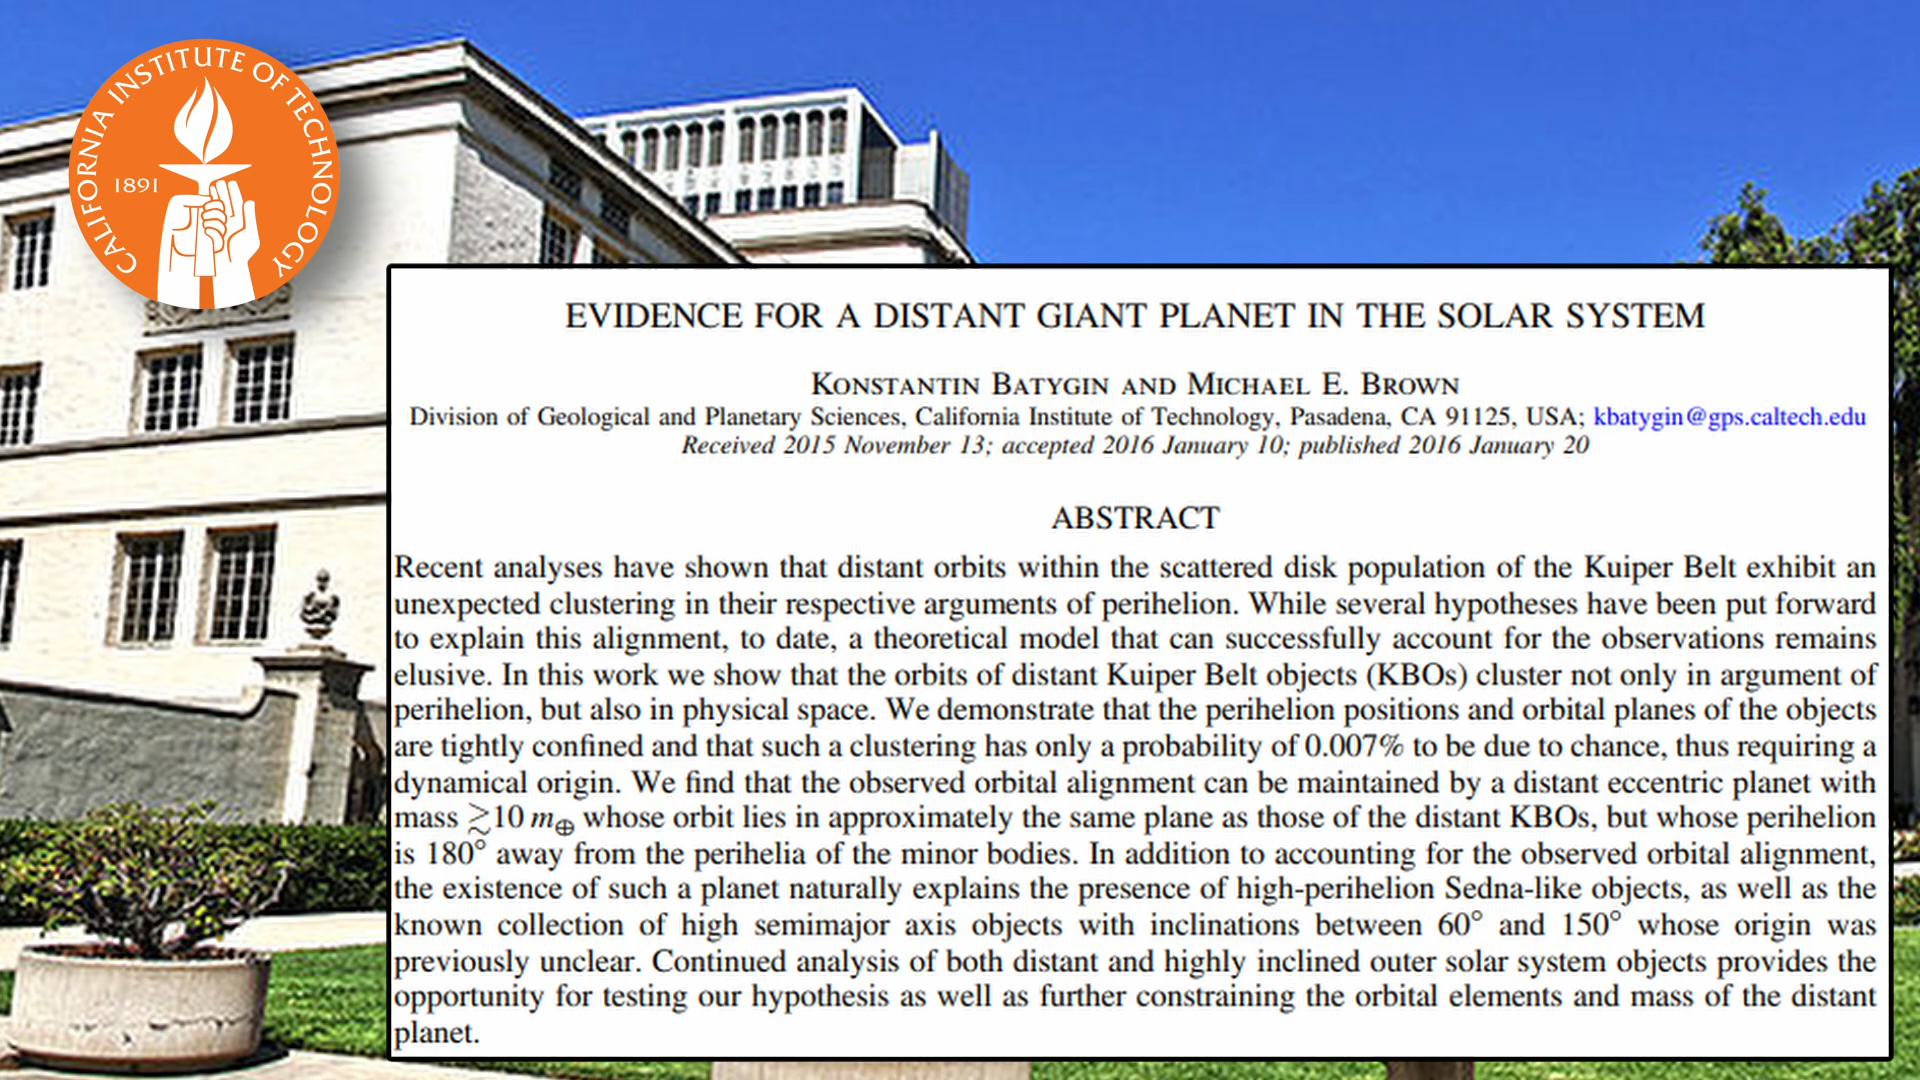 CALIFORNIA INSTITUTE OF TECHNOLOGY
1891
EVIDENCE FOR A DISTANT GIANT PLANET IN THE SOLAR SYSTEM
KONSTANTIN BATYGIN AND MICHAEL E. BROWN
Division of Geological and Planetary Sciences, California Institute of Technology, Pasadena, CA 91125, USA; kbatygin@gps.caltech.edu
Received 2015 November 13; accepted 2016 January 10; published 2016 January 20
ABSTRACT
Recent analyses have shown that distant orbits within the scattered disk population of the Kuiper Belt exhibit an
unexpected clustering in their respective arguments of perihelion. While several hypotheses have been put forward
to explain this alignment, to date, a theoretical model that can successfully account for the observations remains
elusive. In this work we show that the orbits of distant Kuiper Belt objects (KBOs) cluster not only in argument of
perihelion, but also in physical space. We demonstrate that the perihelion positions and orbital planes of the objects
are tightly confined and that such a clustering has only a probability of 0.007% to be due to chance, thus requiring a
dynamical origin. We find that the observed orbital alignment can be maintained by a distant eccentric planet with
mass ≳10 m⊕ whose orbit lies in approximately the same plane as those of the distant KBOs, but whose perihelion
is 180° away from the perihelia of the minor bodies. In addition to accounting for the observed orbital alignment,
the existence of such a planet naturally explains the presence of high-perihelion Sedna-like objects, as well as the
known collection of high semimajor axis objects with inclinations between 60° and 150° whose origin was
previously unclear. Continued analysis of both distant and highly inclined outer solar system objects provides the
opportunity for testing our hypothesis as well as further constraining the orbital elements and mass of the distant
planet.